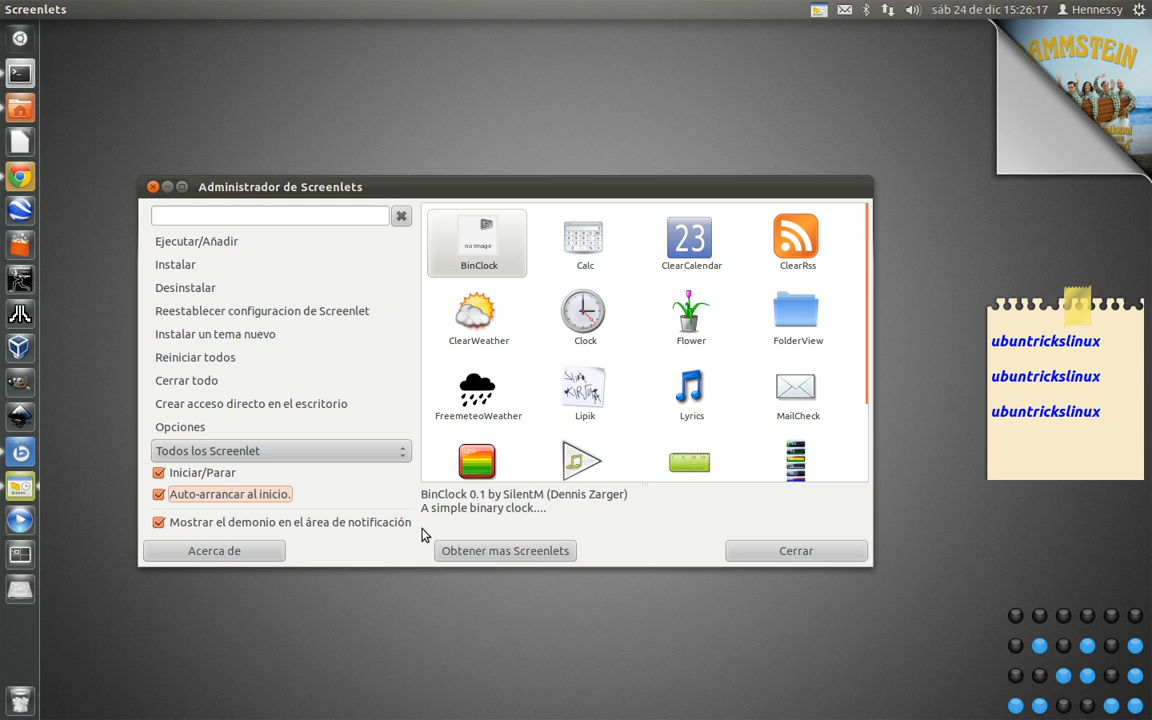 Screenlets
sáb 24 de dic 15:26:17
Hennessy
RAMMSTEIN
Administrador de Screenlets
Ejecutar/Añadir
Instalar
Desinstalar
Reestablecer configuracion de Screenlet
Instalar un tema nuevo
Reiniciar todos
Cerrar todo
Crear acceso directo en el escritorio
Opciones
Todos los Screenlet
Iniciar/Parar
Auto-arrancar al inicio.
Mostrar el demonio en el área de notificación
Acerca de
no image
BinClock
Calc
23
ClearCalendar
ClearRss
ClearWeather
Clock
Flower
FolderView
FreemeteoWeather
Lipik
Lyrics
MailCheck
BinClock 0.1 by SilentM (Dennis Zarger)
A simple binary clock....
Obtener mas Screenlets
Cerrar
ubuntrickslinux
ubuntrickslinux
ubuntrickslinux